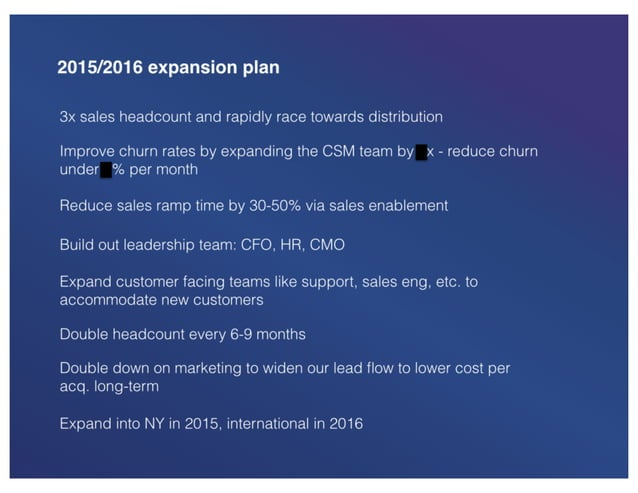 2015/2016 expansion plan
3x sales headcount and rapidly race towards distribution
Improve churn rates by expanding the CSM team by x - reduce churn
under % per month
Reduce sales ramp time by 30-50% via sales enablement
Build out leadership team: CFO, HR, CMO
Expand customer facing teams like support, sales eng, etc. to
accommodate new customers
Double headcount every 6-9 months
Double down on marketing to widen our lead flow to lower cost per
acq. long-term
Expand into NY in 2015, international in 2016